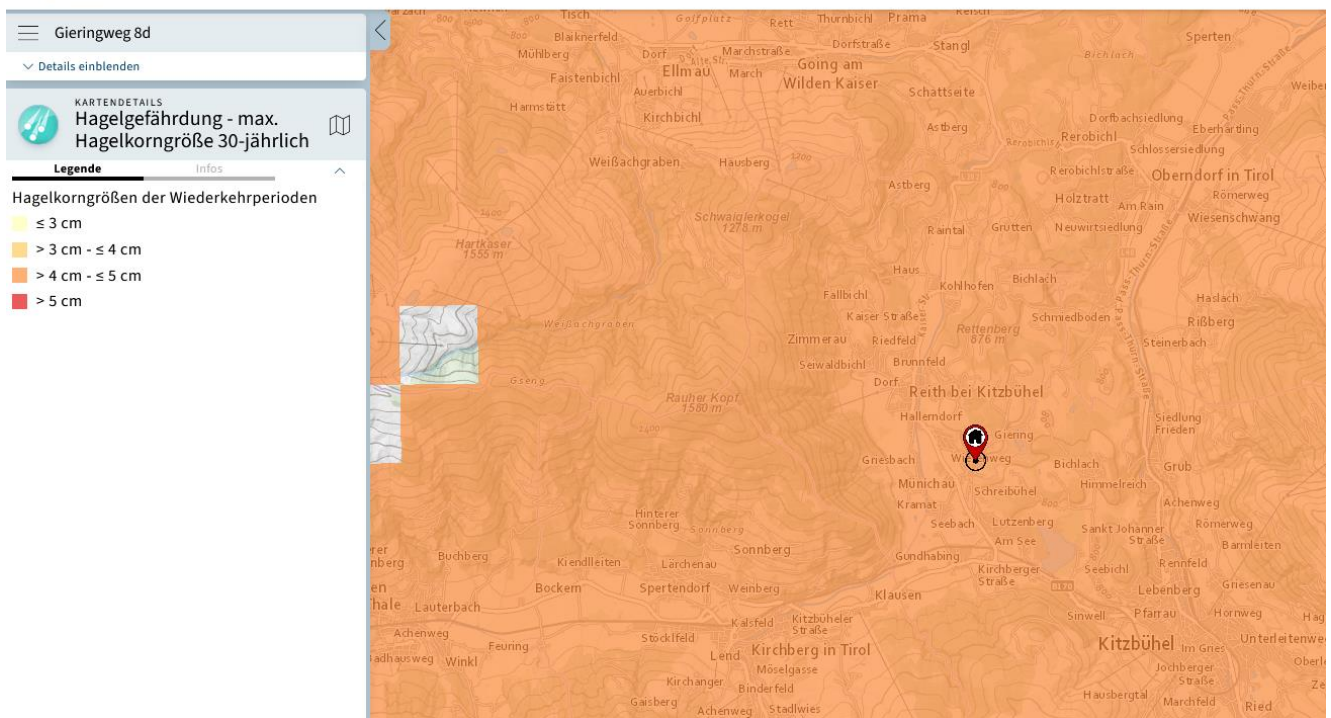 Gieringweg 8d
Details einblenden
KARTENDETAILS
Hagelgefährdung - max.
Hagelkorngröße 30-jährlich
Legende Infos
Hagelkorngrößen der Wiederkehrperioden
≤ 3 cm
> 3 cm - ≤ 4 cm
> 4 cm - ≤ 5 cm
> 5 cm
Tisch Golfplatz Rett Thurnbichl Prama
Blaiknerfeld Sperten
Mühlberg Dorf Marchstraße Dorfstraße Stangl Bichlach
Ellmau March Going am
Faistenbichl Wilden Kaiser
Auerbichl Schattseite
Harmstätt
Kirchbichl Dorfbachsiedlung
Astberg Rerobichl Eberhartling
Schlossersiedlung
Weißachgraben Hausberg 1200
Rerobichlstraße Oberndorf in Tirol
Astberg 800
Holztratt Am Rain Römerweg
Schwaiglerkogel
1278 m
Wiesenschwang
Raintal Grutten Neuwirtsiedlung
Hartkaser
1555 m
Haus
Kohlhofen Bichlach
Fallbichl Haslach
Kaiser Straße Schmiedboden Rißberg
Weißachgraben
Rettenberg
876 m
Zimmerau Riedfeld Steinerbach
Seiwaldbichl Brunnfeld
Gseng Dorf
Rauher Kopf
1580 m
Reith bei Kitzbühel
Hallerndorf
Siedlung
Frieden
Giering
Griesbach Bichlach Grub
Münichau Schreibühel Himmelreich
Kramat Achenweg
Hinterer
Sonnberg
Sonnberg
Seebach Lutzenberg Sankt Johanner
Straße
Römerweg
Am See Barmleiten
Sonnberg Gundhabing
Buchberg Kiendlleiten Lärchenau
Kirchberger
Straße
Seebichl Rennfeld
Bockern Spertendorf Weinberg Klausen B170 Lebenberg Griesenau
Lauterbach
Sinwell Pfarrau Hornweg
Kalsfeld Kitzbüheler
Straße
Achenweg Stöcklfeld
Feuring
Kitzbühel Im Gries Unterleitenweg
Lend Kirchberg in Tirol
Winkl Möselgasse
Jochberger
Straße
Kirchanger Binderfeld
Hausbergtal Marchfeld Ried
Gaisberg Achenweg Stadlwies